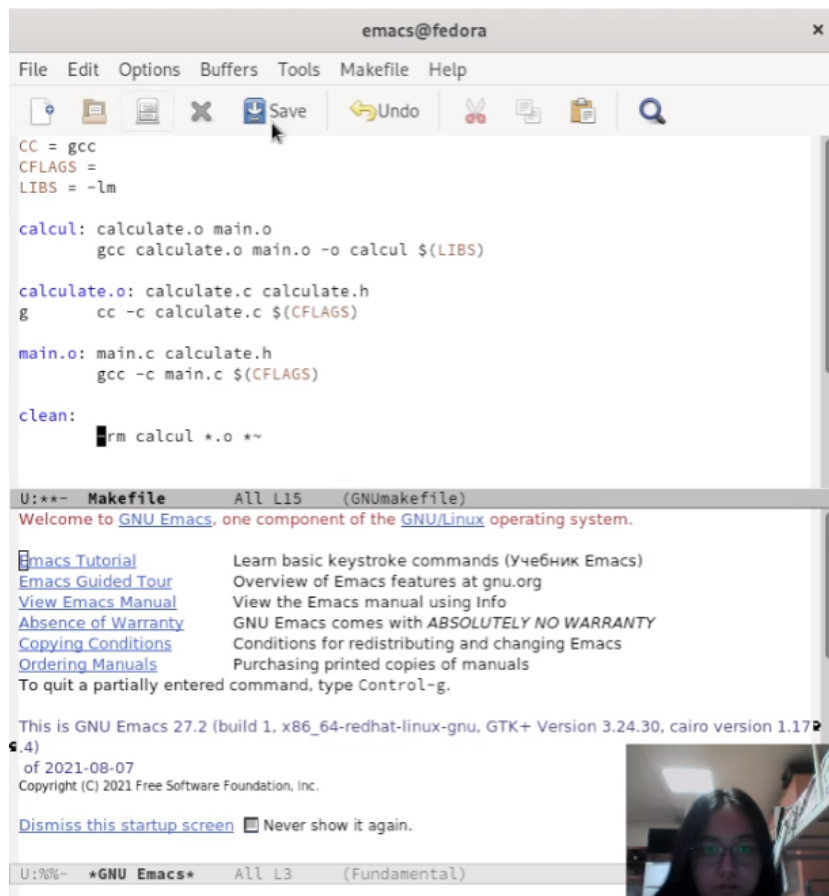 emacs@fedora ×
File Edit Options Buffers Tools Makefile Help
Save Undo
CC = gcc
CFLAGS =
LIBS = -lm
calcul: calculate.o main.o
gcc calculate.o main.o -o calcul $(LIBS)
calculate.o: calculate.c calculate.h
g cc -c calculate.c $(CFLAGS)
main.o: main.c calculate.h
gcc -c main.c $(CFLAGS)
clean:
-rm calcul *.o *~
U:**- Makefile All L15 (GNUmakefile)
Welcome to GNU Emacs, one component of the GNU/Linux operating system.
Emacs Tutorial Learn basic keystroke commands (Учебник Emacs)
Emacs Guided Tour Overview of Emacs features at gnu.org
View Emacs Manual View the Emacs manual using Info
Absence of Warranty GNU Emacs comes with ABSOLUTELY NO WARRANTY
Copying Conditions Conditions for redistributing and changing Emacs
Ordering Manuals Purchasing printed copies of manuals
To quit a partially entered command, type Control-g.
This is GNU Emacs 27.2 (build 1, x86_64-redhat-linux-gnu, GTK+ Version 3.24.30, cairo version 1.17
.4)
of 2021-08-07
Copyright (C) 2021 Free Software Foundation, Inc.
Dismiss this startup screen Never show it again.
U:%%- *GNU Emacs* All L3 (Fundamental)